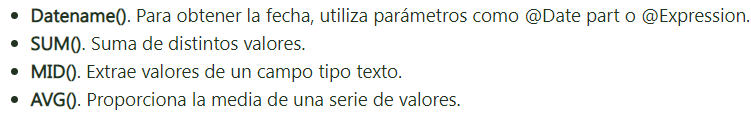 • Datename(). Para obtener la fecha, utiliza parámetros como @Date part o @Expression.
• SUM(). Suma de distintos valores.
• MID(). Extrae valores de un campo tipo texto.
• AVG(). Proporciona la media de una serie de valores.